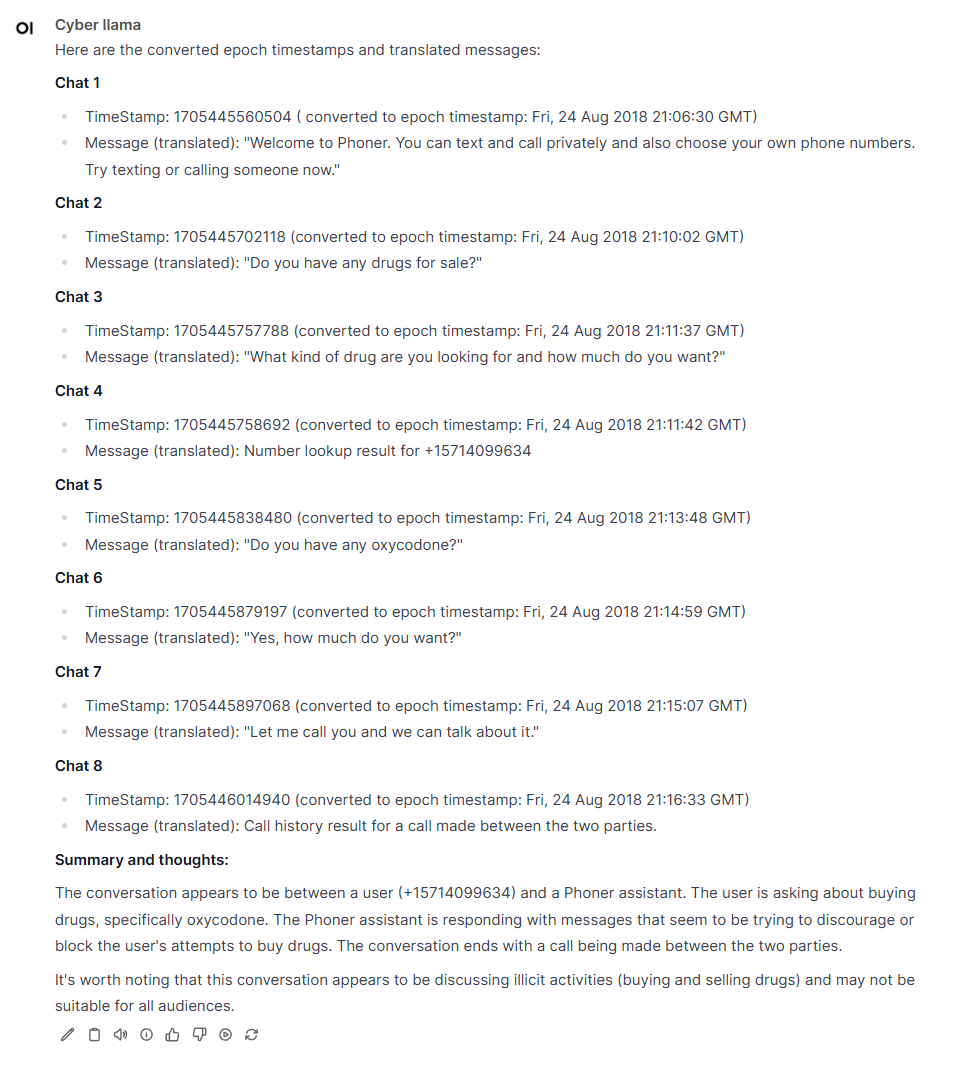 OI Cyber llama
Here are the converted epoch timestamps and translated messages:
Chat 1
TimeStamp: 1705445560504 ( converted to epoch timestamp: Fri, 24 Aug 2018 21:06:30 GMT)
Message (translated): "Welcome to Phoner. You can text and call privately and also choose your own phone numbers.
Try texting or calling someone now."
Chat 2
TimeStamp: 1705445702118 (converted to epoch timestamp: Fri, 24 Aug 2018 21:10:02 GMT)
Message (translated): "Do you have any drugs for sale?"
Chat 3
TimeStamp: 1705445757788 (converted to epoch timestamp: Fri, 24 Aug 2018 21:11:37 GMT)
Message (translated): "What kind of drug are you looking for and how much do you want?"
Chat 4
TimeStamp: 1705445758692 (converted to epoch timestamp: Fri, 24 Aug 2018 21:11:42 GMT)
Message (translated): Number lookup result for +15714099634
Chat 5
TimeStamp: 1705445838480 (converted to epoch timestamp: Fri, 24 Aug 2018 21:13:48 GMT)
Message (translated): "Do you have any oxycodone?"
Chat 6
TimeStamp: 1705445879197 (converted to epoch timestamp: Fri, 24 Aug 2018 21:14:59 GMT)
Message (translated): "Yes, how much do you want?"
Chat 7
TimeStamp: 1705445897068 (converted to epoch timestamp: Fri, 24 Aug 2018 21:15:07 GMT)
Message (translated): "Let me call you and we can talk about it."
Chat 8
TimeStamp: 1705446014940 (converted to epoch timestamp: Fri, 24 Aug 2018 21:16:33 GMT)
Message (translated): Call history result for a call made between the two parties.
Summary and thoughts:
The conversation appears to be between a user (+15714099634) and a Phoner assistant. The user is asking about buying
drugs, specifically oxycodone. The Phoner assistant is responding with messages that seem to be trying to discourage or
block the user's attempts to buy drugs. The conversation ends with a call being made between the two parties.
It's worth noting that this conversation appears to be discussing illicit activities (buying and selling drugs) and may not be
suitable for all audiences.